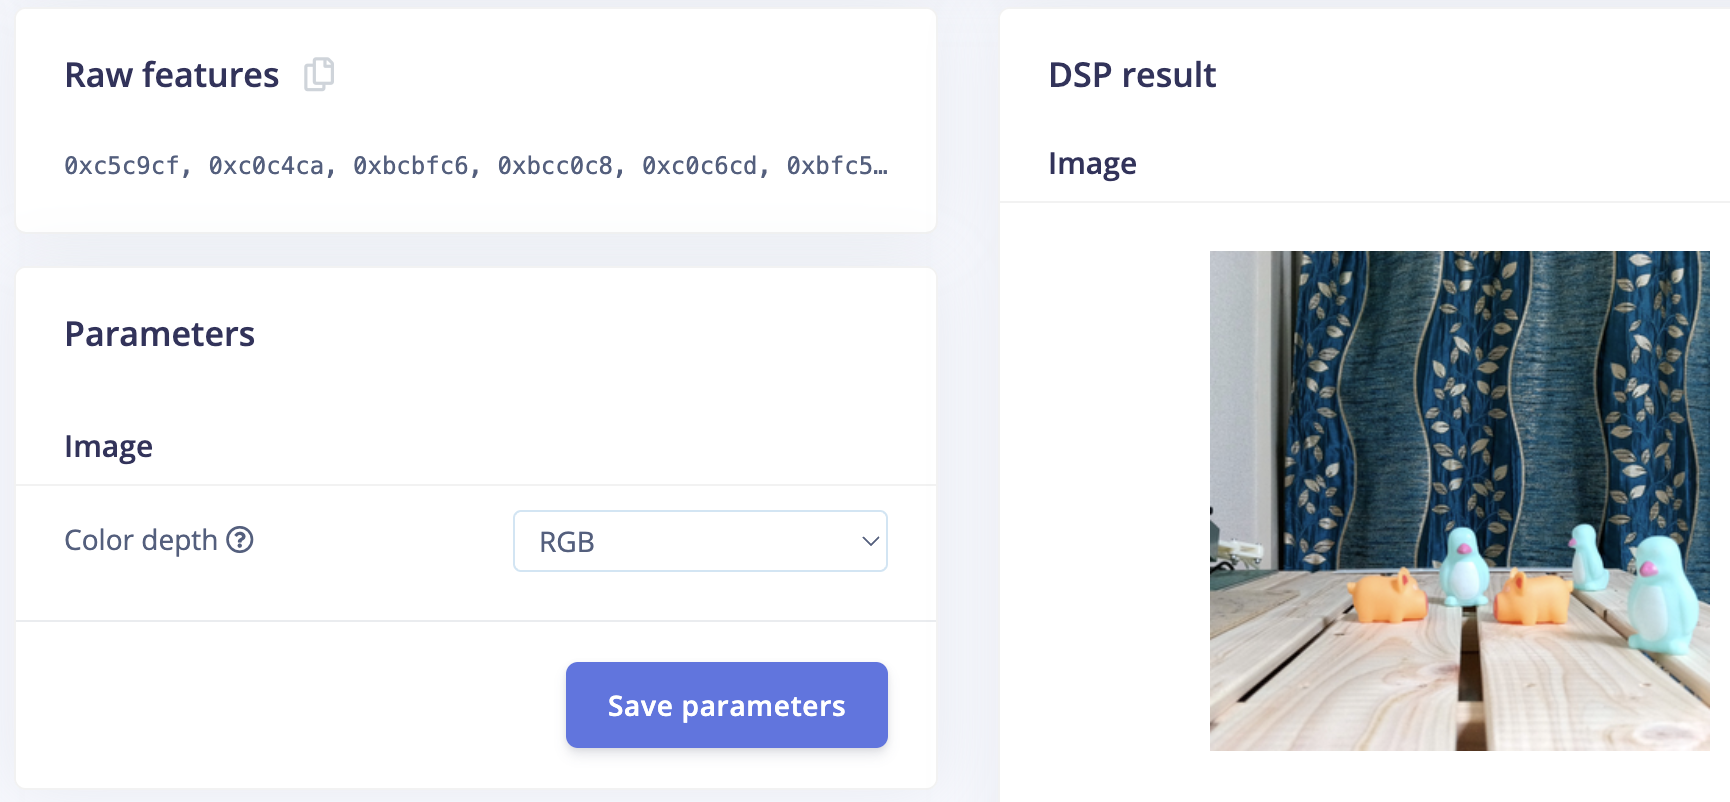 Raw features
0xc5c9cf, 0xc0c4ca, 0xbcbfc6, 0xbcc0c8, 0xc0c6cd, 0xbfc5…
Parameters
Image
Color depth ?
RGB
Save parameters
DSP result
Image